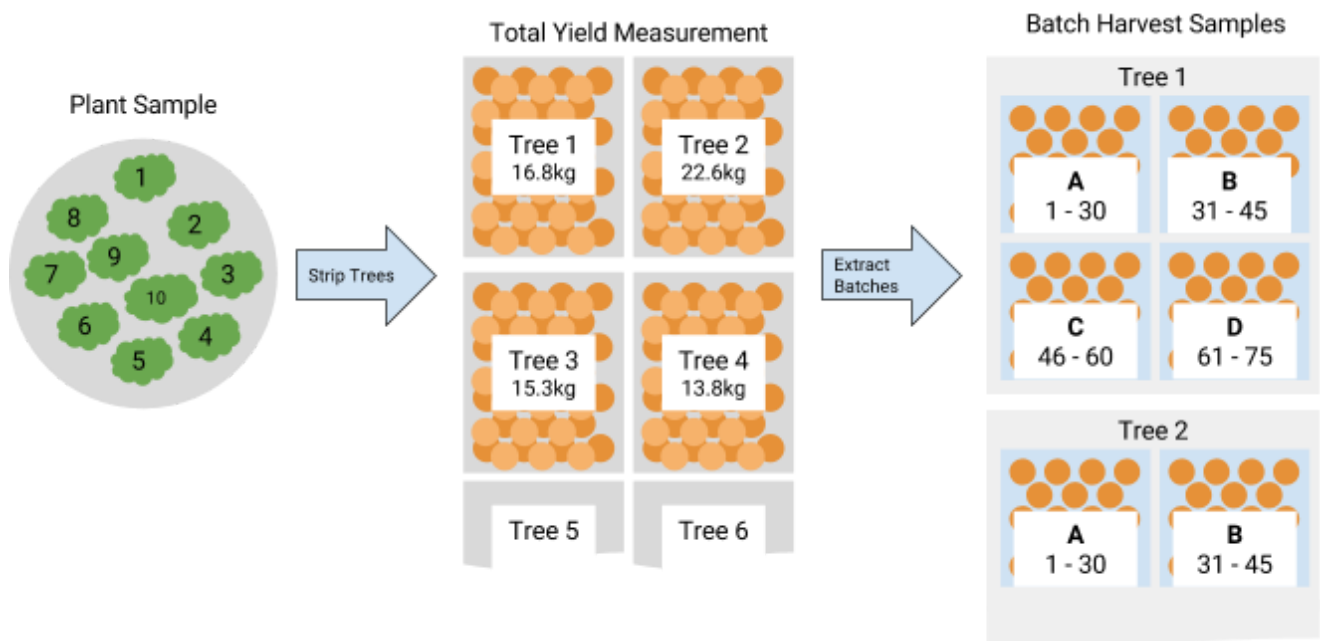 Plant Sample
1
8
2
9
7
3
10
6
4
5
Strip Trees
Total Yield Measurement
Tree 1
16.8kg
Tree 2
22.6kg
Tree 3
15.3kg
Tree 4
13.8kg
Tree 5
Tree 6
Extract
Batches
Batch Harvest Samples
Tree 1
A
1 - 30
B
31 - 45
C
46 - 60
D
61 - 75
Tree 2
A
1 - 30
B
31 - 45